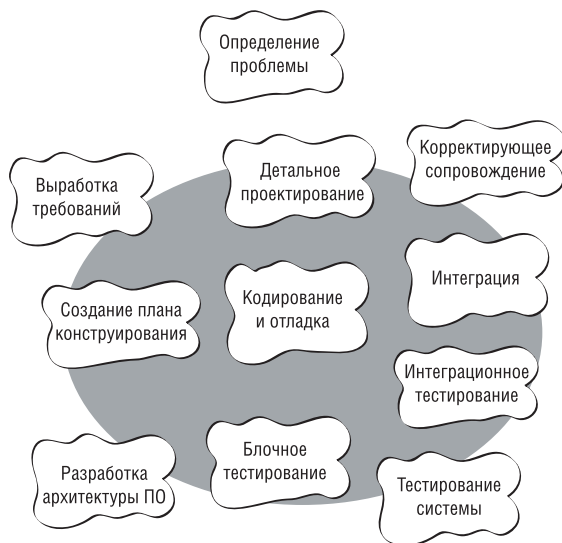 Определение
проблемы
Выработка
требований
Детальное
проектирование
Корректирующее
сопровождение
Создание плана
конструирования
Кодирование
и отладка
Интеграция
Интеграционное
тестирование
Разработка
архитектуры ПО
Блочное
тестирование
Тестирование
системы